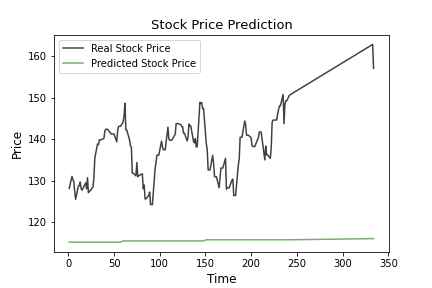 Stock Price Prediction
Real Stock Price
Predicted Stock Price
Price
160
150
140
130
120
0 50 100 150 200 250 300 350
Time